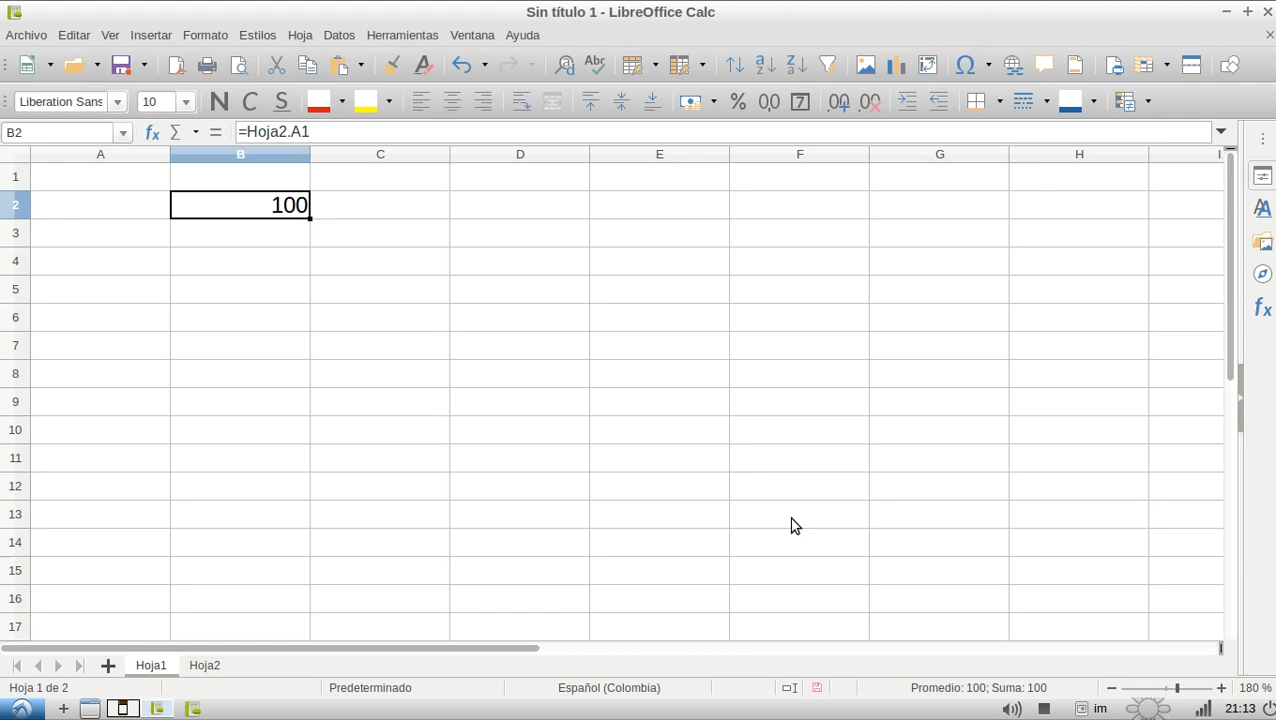 Sin título 1 - LibreOffice Calc
Archivo Editar Ver Insertar Formato Estilos Hoja Datos Herramientas Ventana Ayuda
Liberation Sans 10
B2 =Hoja2.A1
A B C D E F G H I
1
2 100
3
4
5
6
7
8
9
10
11
12
13
14
15
16
17
Hoja1 Hoja2
Hoja 1 de 2 Predeterminado Español (Colombia) Promedio: 100; Suma: 100 180 %
im 21:13